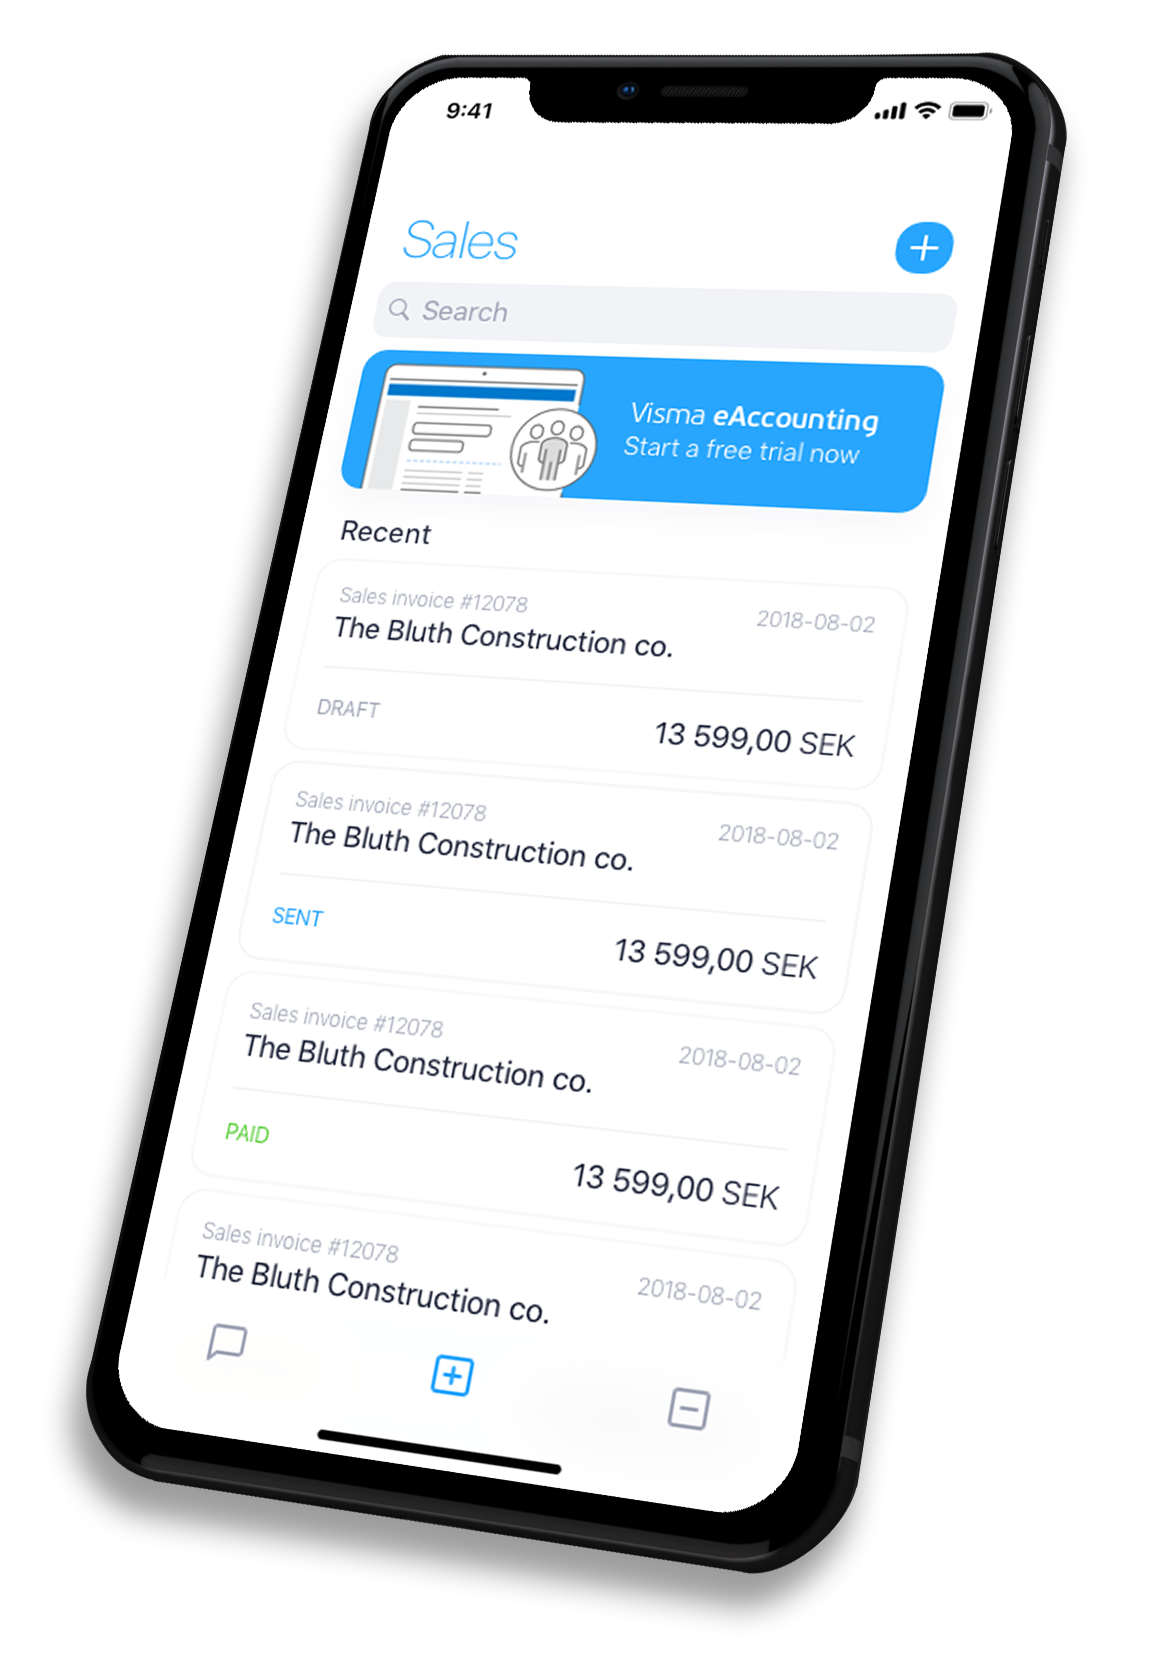 9:41
Sales
Search
Visma eAccounting
Start a free trial now
Recent
Sales invoice #12078
2018-08-02
The Bluth Construction co.
DRAFT
13 599,00 SEK
Sales invoice #12078
2018-08-02
The Bluth Construction co.
SENT
13 599,00 SEK
Sales invoice #12078
2018-08-02
The Bluth Construction co.
PAID
13 599,00 SEK
Sales invoice #12078
2018-08-02
The Bluth Construction co.